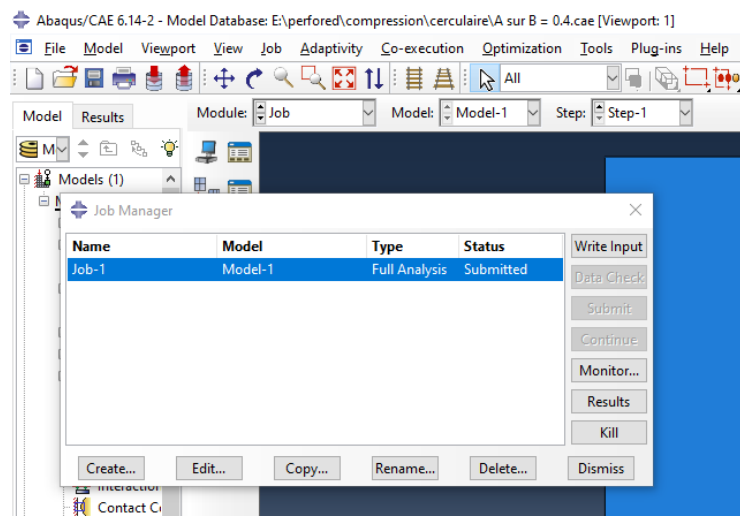 Abaqus/CAE 6.14-2 - Model Database: E:\perfored\compression\cerculaire\A sur B = 0.4.cae [Viewport: 1]
File Model Viewport View Job Adaptivity Co-execution Optimization Tools Plug-ins Help
All
Model Results Module: Job Model: Model-1 Step: Step-1
Models (1)
Job Manager
Name Model Type Status Write Input
Job-1 Model-1 Full Analysis Submitted Data Check
Submit
Continue
Monitor...
Results
Kill
Create... Edit... Copy... Rename... Delete... Dismiss
Contact